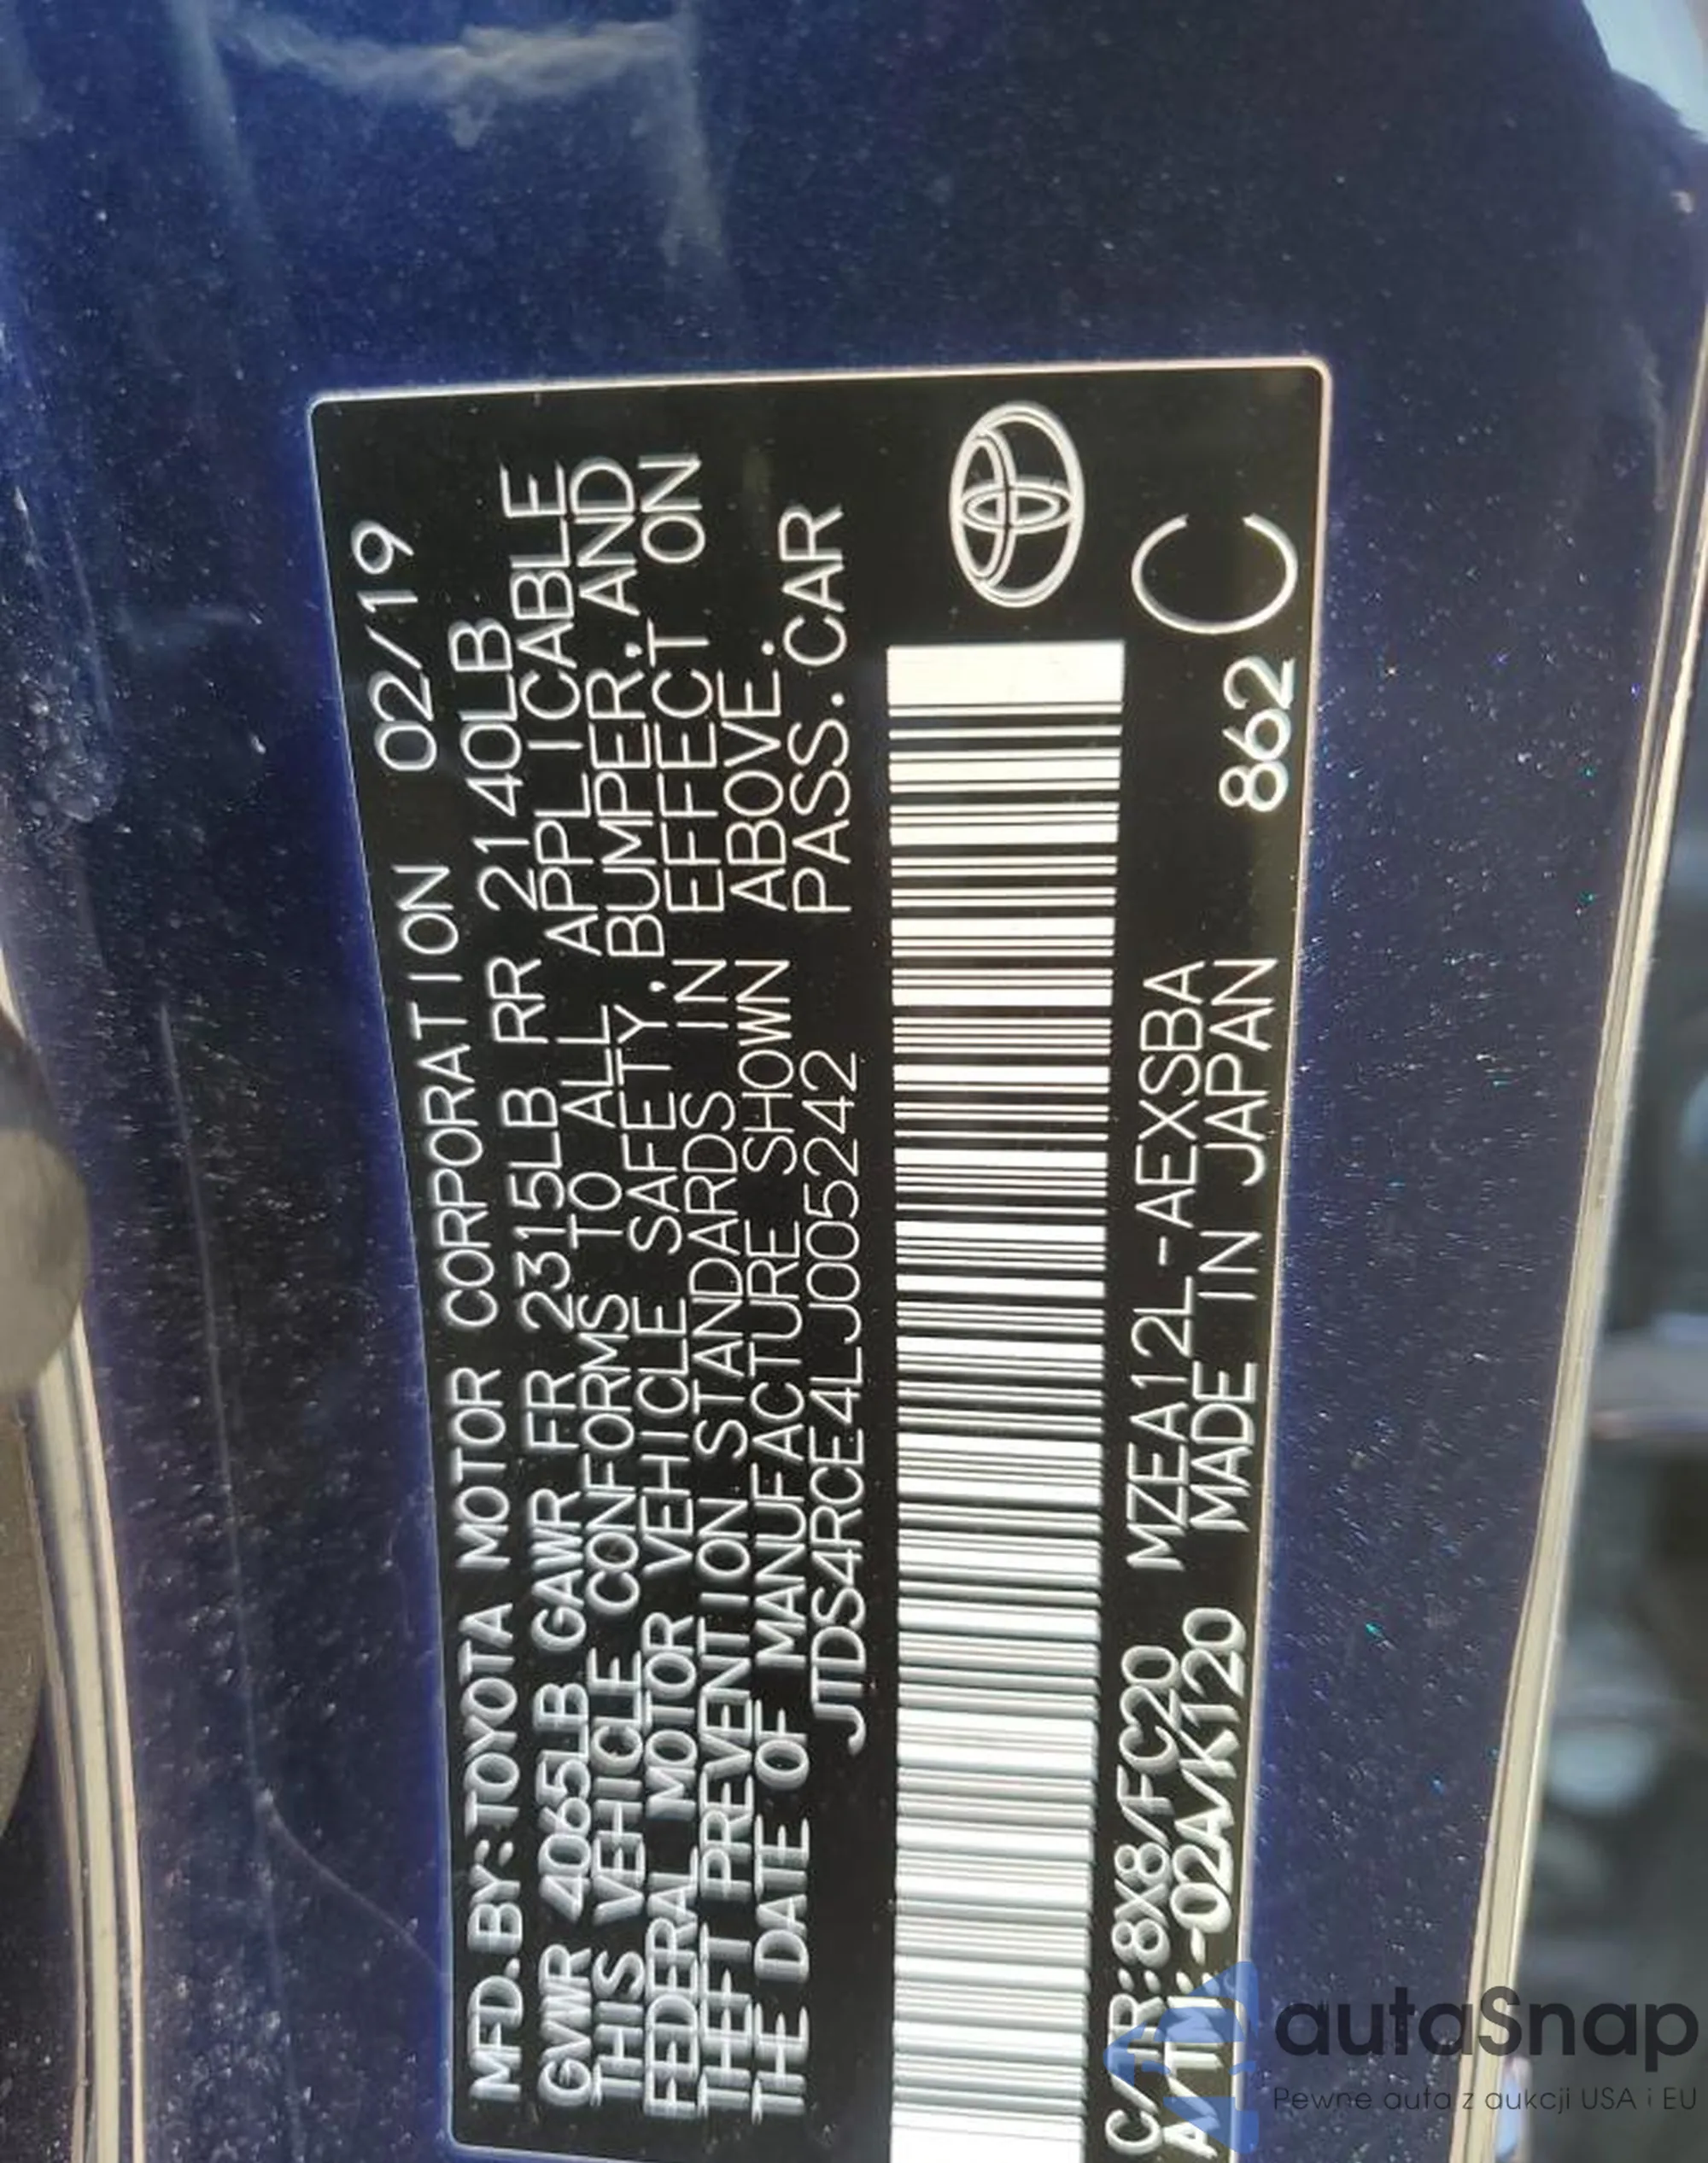 MFD.BY:TOYOTA MOTOR CORPORATION 02/19
GVWR 4065LB GAWR FR 2315LB RR 2140LB
THIS VEHICLE CONFORMS TO ALL APPLICABLE
FEDERAL MOTOR VEHICLE SAFETY, BUMPER, AND
THEFT PREVENTION STANDARDS IN EFFECT ON
THE DATE OF MANUFACTURE SHOWN ABOVE.
JTDS4RCE4LJ005242 PASS.CAR
C/TR:8X8/FC20 MZEA12L-AEXSBA
A/TM:-02A/K120 MADE IN JAPAN 862 C
autaSnap
Pewne auta z aukcji USA i EU